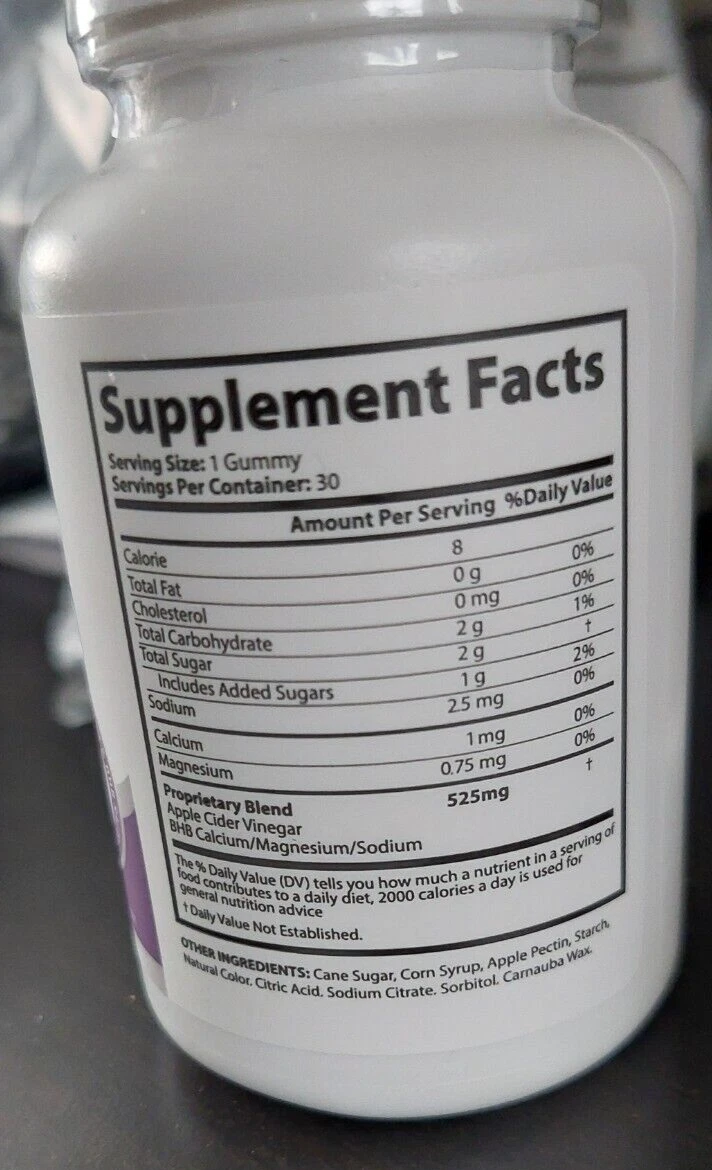 Supplement Facts
Serving Size: 1 Gummy
Servings Per Container: 30
Amount Per Serving %Daily Value
Calorie 8
Total Fat 0 g 0%
Cholesterol 0 mg 0%
Total Carbohydrate 2 g 1%
Total Sugar 2 g †
Includes Added Sugars 1 g 2%
Sodium 2.5 mg 0%
Calcium 1 mg 0%
Magnesium 0.75 mg 0%
Proprietary Blend 525mg †
Apple Cider Vinegar
BHB Calcium/Magnesium/Sodium
The % Daily Value (DV) tells you how much a nutrient in a serving of
food contributes to a daily diet, 2000 calories a day is used for
general nutrition advice
† Daily Value Not Established.
OTHER INGREDIENTS: Cane Sugar, Corn Syrup, Apple Pectin, Starch,
Natural Color, Citric Acid, Sodium Citrate, Sorbitol, Carnauba Wax.